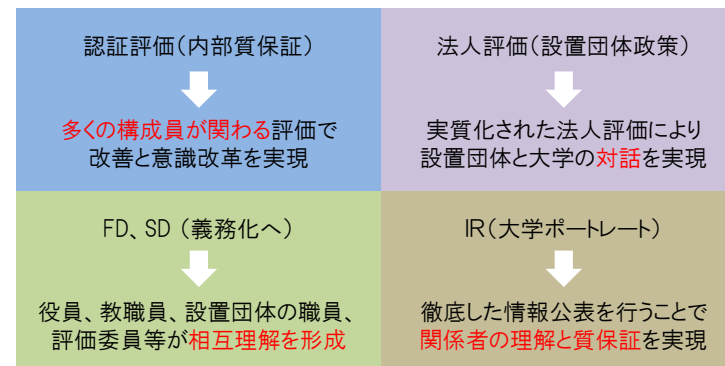 認証評価(内部質保証)
多くの構成員が関わる評価で
改善と意識改革を実現
法人評価(設置団体政策)
実質化された法人評価により
設置団体と大学の対話を実現
FD、SD (義務化へ)
役員、教職員、設置団体の職員、
評価委員等が相互理解を形成
IR(大学ポートレート)
徹底した情報公表を行うことで
関係者の理解と質保証を実現